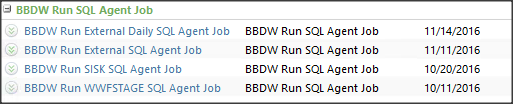 BBDW Run SQL Agent Job
BBDW Run External Daily SQL Agent Job BBDW Run SQL Agent Job 11/14/2016
BBDW Run External SQL Agent Job BBDW Run SQL Agent Job 11/11/2016
BBDW Run SISK SQL Agent Job BBDW Run SQL Agent Job 10/20/2016
BBDW Run WWFSTAGE SQL Agent Job BBDW Run SQL Agent Job 10/11/2016